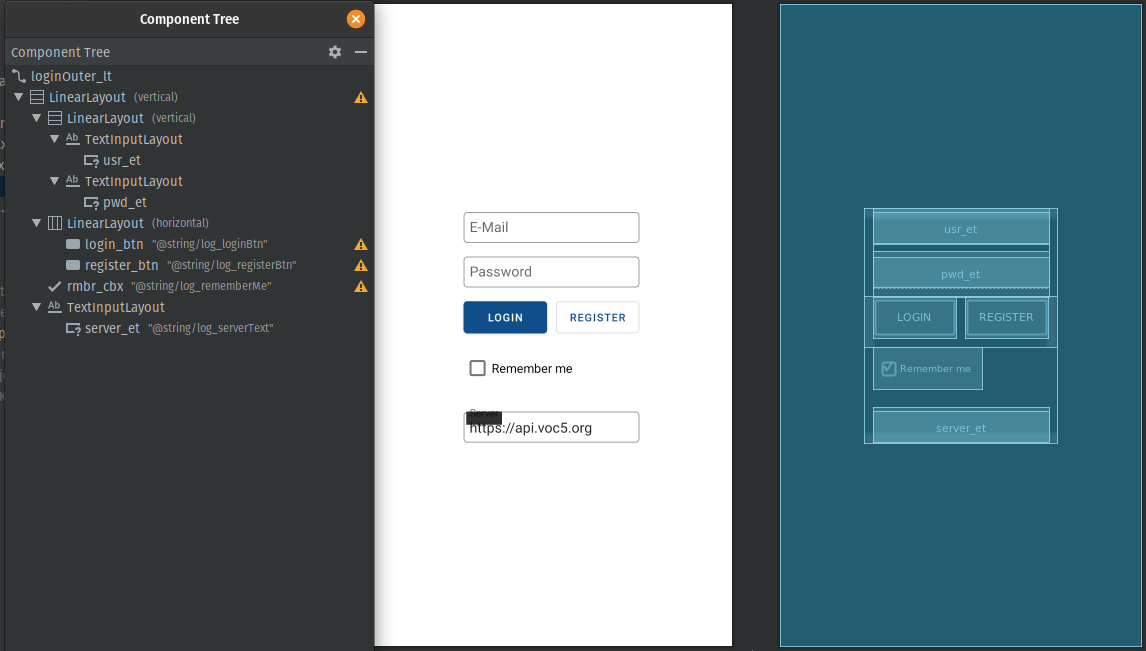 Component Tree
Component Tree
loginOuter_lt
LinearLayout (vertical)
LinearLayout (vertical)
Ab TextInputLayout
usr_et
Ab TextInputLayout
pwd_et
LinearLayout (horizontal)
login_btn "@string/log_loginBtn"
register_btn "@string/log_registerBtn"
rmbr_cbx "@string/log_rememberMe"
Ab TextInputLayout
server_et "@string/log_serverText"
E-Mail
Password
LOGIN REGISTER
Remember me
Server
https://api.voc5.org
usr_et
pwd_et
LOGIN REGISTER
Remember me
server_et